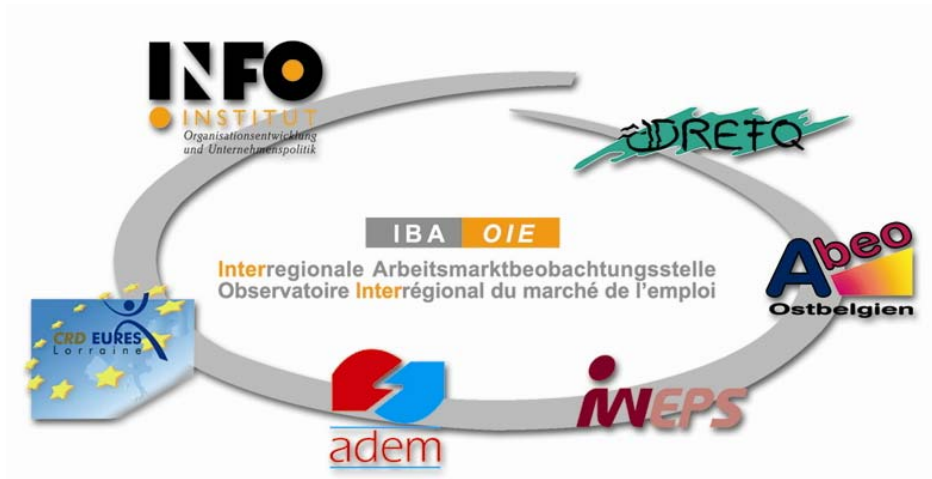 INFO
INSTITUT
Organisationsentwicklung
und Unternehmenspolitik
DREFQ
IBA OIE
Interregionale Arbeitsmarktbeobachtungsstelle
Observatoire Interrégional du marché de l'emploi
Abeo
Ostbelgien
CRD EURES
Lorraine
adem
iWEPS